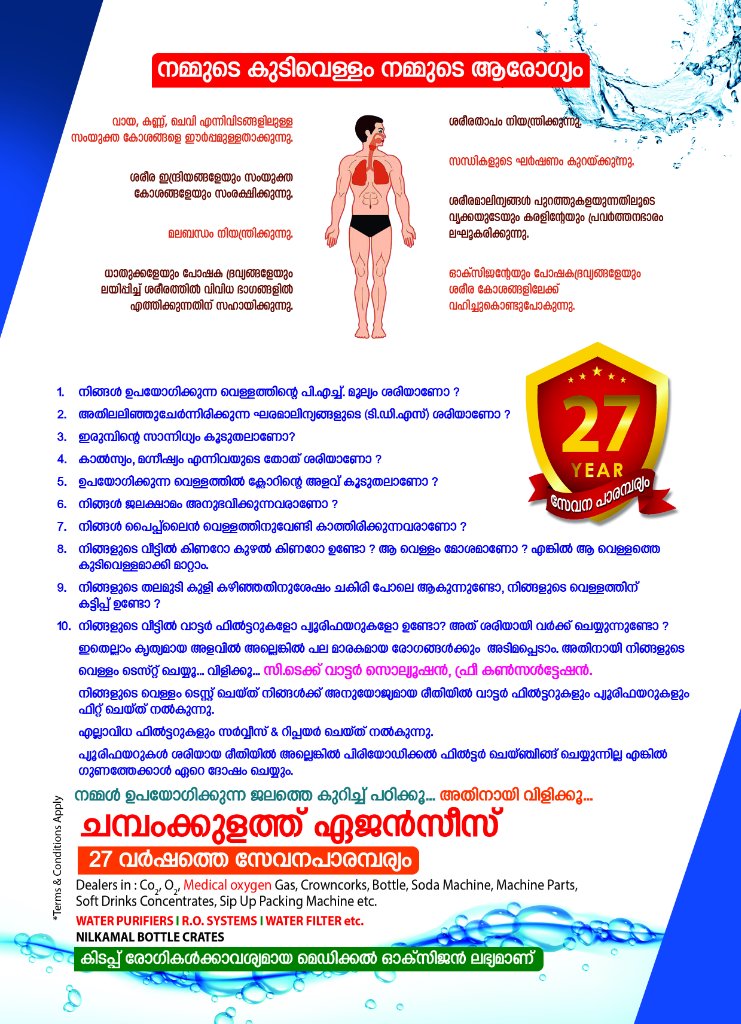 നമ്മുടെ കുടിവെള്ളം നമ്മുടെ ആരോഗ്യം
വായ, കണ്ണ്, ചെവി എന്നിവിടങ്ങളിലുള്ള
സംയുക്ത കോശങ്ങളെ ഈർപ്പമുള്ളതാക്കുന്നു.
ശരീര ഇന്ദ്രിയങ്ങളേയും സംയുക്ത
കോശങ്ങളേയും സംരക്ഷിക്കുന്നു.
മലബന്ധം നിയന്ത്രിക്കുന്നു.
ധാതുക്കളേയും പോഷക ദ്രവ്യങ്ങളേയും
ലയിപ്പിച്ച് ശരീരത്തിൽ വിവിധ ഭാഗങ്ങളിൽ
എത്തിക്കുന്നതിന് സഹായിക്കുന്നു.
ശരീരതാപം നിയന്ത്രിക്കുന്നു.
സന്ധികളുടെ ഘർഷണം കുറയ്ക്കുന്നു.
ശരീരമാലിന്യങ്ങൾ പുറത്തുകളയുന്നതിലൂടെ
വൃക്കയുടേയും കരളിന്റേയും പ്രവർത്തനഭാരം
ലഘൂകരിക്കുന്നു.
ഓക്സിജന്റേയും പോഷകദ്രവ്യങ്ങളേയും
ശരീര കോശങ്ങളിലേക്ക്
വഹിച്ചുകൊണ്ടുപോകുന്നു.
27
YEAR
സേവന പാരമ്പര്യം
1. നിങ്ങൾ ഉപയോഗിക്കുന്ന വെള്ളത്തിന്റെ പി.എച്ച്. മൂല്യം ശരിയാണോ ?
2. അതിലലിഞ്ഞുചേർന്നിരിക്കുന്ന ഘരമാലിന്യങ്ങളുടെ (ടി.ഡി.എസ്) ശരിയാണോ ?
3. ഇരുമ്പിന്റെ സാന്നിധ്യം കൂടുതലാണോ?
4. കാൽസ്യം, മഗ്നീഷ്യം എന്നിവയുടെ തോത് ശരിയാണോ ?
5. ഉപയോഗിക്കുന്ന വെള്ളത്തിൽ ക്ലോറിന്റെ അളവ് കൂടുതലാണോ ?
6. നിങ്ങൾ ജലക്ഷാമം അനുഭവിക്കുന്നവരാണോ ?
7. നിങ്ങൾ പൈപ്പ്ലൈൻ വെള്ളത്തിനുവേണ്ടി കാത്തിരിക്കുന്നവരാണോ ?
8. നിങ്ങളുടെ വീട്ടിൽ കിണറോ കുഴൽ കിണറോ ഉണ്ടോ ? ആ വെള്ളം മോശമാണോ ? എങ്കിൽ ആ വെള്ളത്തെ
കുടിവെള്ളമാക്കി മാറ്റാം.
9. നിങ്ങളുടെ തലമുടി കുളി കഴിഞ്ഞതിനുശേഷം ചകിരി പോലെ ആകുന്നുണ്ടോ, നിങ്ങളുടെ വെള്ളത്തിന്
കട്ടിപ്പ് ഉണ്ടോ ?
10. നിങ്ങളുടെ വീട്ടിൽ വാട്ടർ ഫിൽട്ടറുകളോ പ്യൂരിഫയറുകളോ ഉണ്ടോ? അത് ശരിയായി വർക്ക് ചെയ്യുന്നുണ്ടോ ?
ഇതെല്ലാം കൃത്യമായ അളവിൽ അല്ലെങ്കിൽ പല മാരകമായ രോഗങ്ങൾക്കും അടിമപ്പെടാം. അതിനായി നിങ്ങളുടെ
വെള്ളം ടെസ്റ്റ് ചെയ്യൂ... വിളിക്കൂ... സി.ടെക്ക് വാട്ടർ സൊല്യൂഷൻ, ഫ്രീ കൺസൾട്ടേഷൻ.
നിങ്ങളുടെ വെള്ളം ടെസ്റ്റ് ചെയ്ത് നിങ്ങൾക്ക് അനുയോജ്യമായ രീതിയിൽ വാട്ടർ ഫിൽട്ടറുകളും പ്യൂരിഫയറുകളും
ഫിറ്റ് ചെയ്ത് നൽകുന്നു.
എല്ലാവിധ ഫിൽട്ടറുകളും സർവ്വീസ് & റിപ്പയർ ചെയ്ത് നൽകുന്നു.
പ്യൂരിഫയറുകൾ ശരിയായ രീതിയിൽ അല്ലെങ്കിൽ പിരിയോഡിക്കൽ ഫിൽട്ടർ ചെയ്ഞ്ചിങ്ങ് ചെയ്യുന്നില്ല എങ്കിൽ
ഗുണത്തേക്കാൾ ഏറെ ദോഷം ചെയ്യും.
നമ്മൾ ഉപയോഗിക്കുന്ന ജലത്തെ കുറിച്ച് പഠിക്കൂ... അതിനായി വിളിക്കൂ...
ചമ്പംക്കുളത്ത് ഏജൻസീസ്
27 വർഷത്തെ സേവനപാരമ്പര്യം
Dealers in : Co2, O2, Medical oxygen Gas, Crowncorks, Bottle, Soda Machine, Machine Parts,
Soft Drinks Concentrates, Sip Up Packing Machine etc.
WATER PURIFIERS I R.O. SYSTEMS I WATER FILTER etc.
NILKAMAL BOTTLE CRATES
കിടപ്പ് രോഗികൾക്കാവശ്യമായ മെഡിക്കൽ ഓക്സിജൻ ലഭ്യമാണ്
*Terms & Conditions Apply